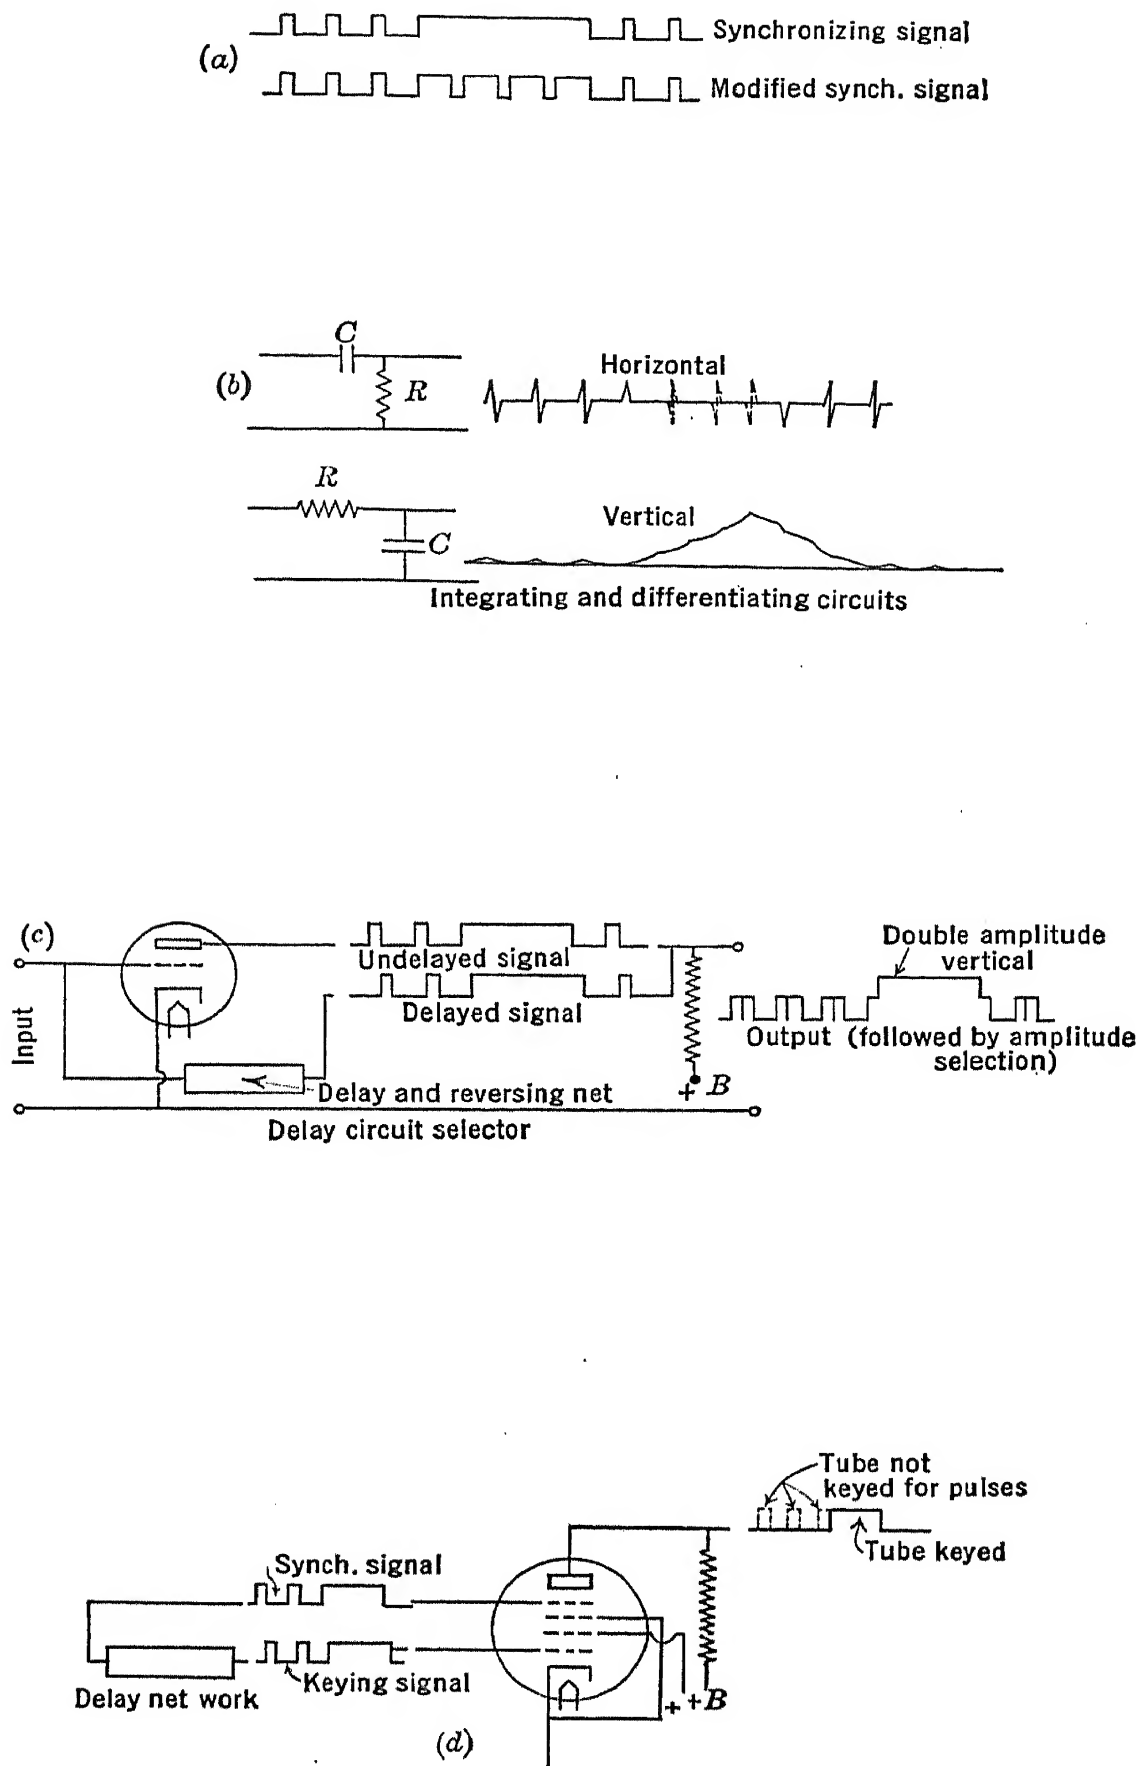 Synchronizing signal
(a)
Modified synch. signal
C
(b)
R
Horizontal
R
C
Vertical
Integrating and differentiating circuits
(c)
Input
Undelayed signal
Delayed signal
Delay and reversing net
+ B
Delay circuit selector
Double amplitude
vertical
Output (followed by amplitude
selection)
Tube not
keyed for pulses
Tube keyed
Synch. signal
Keying signal
Delay net work
+ +B
(d)